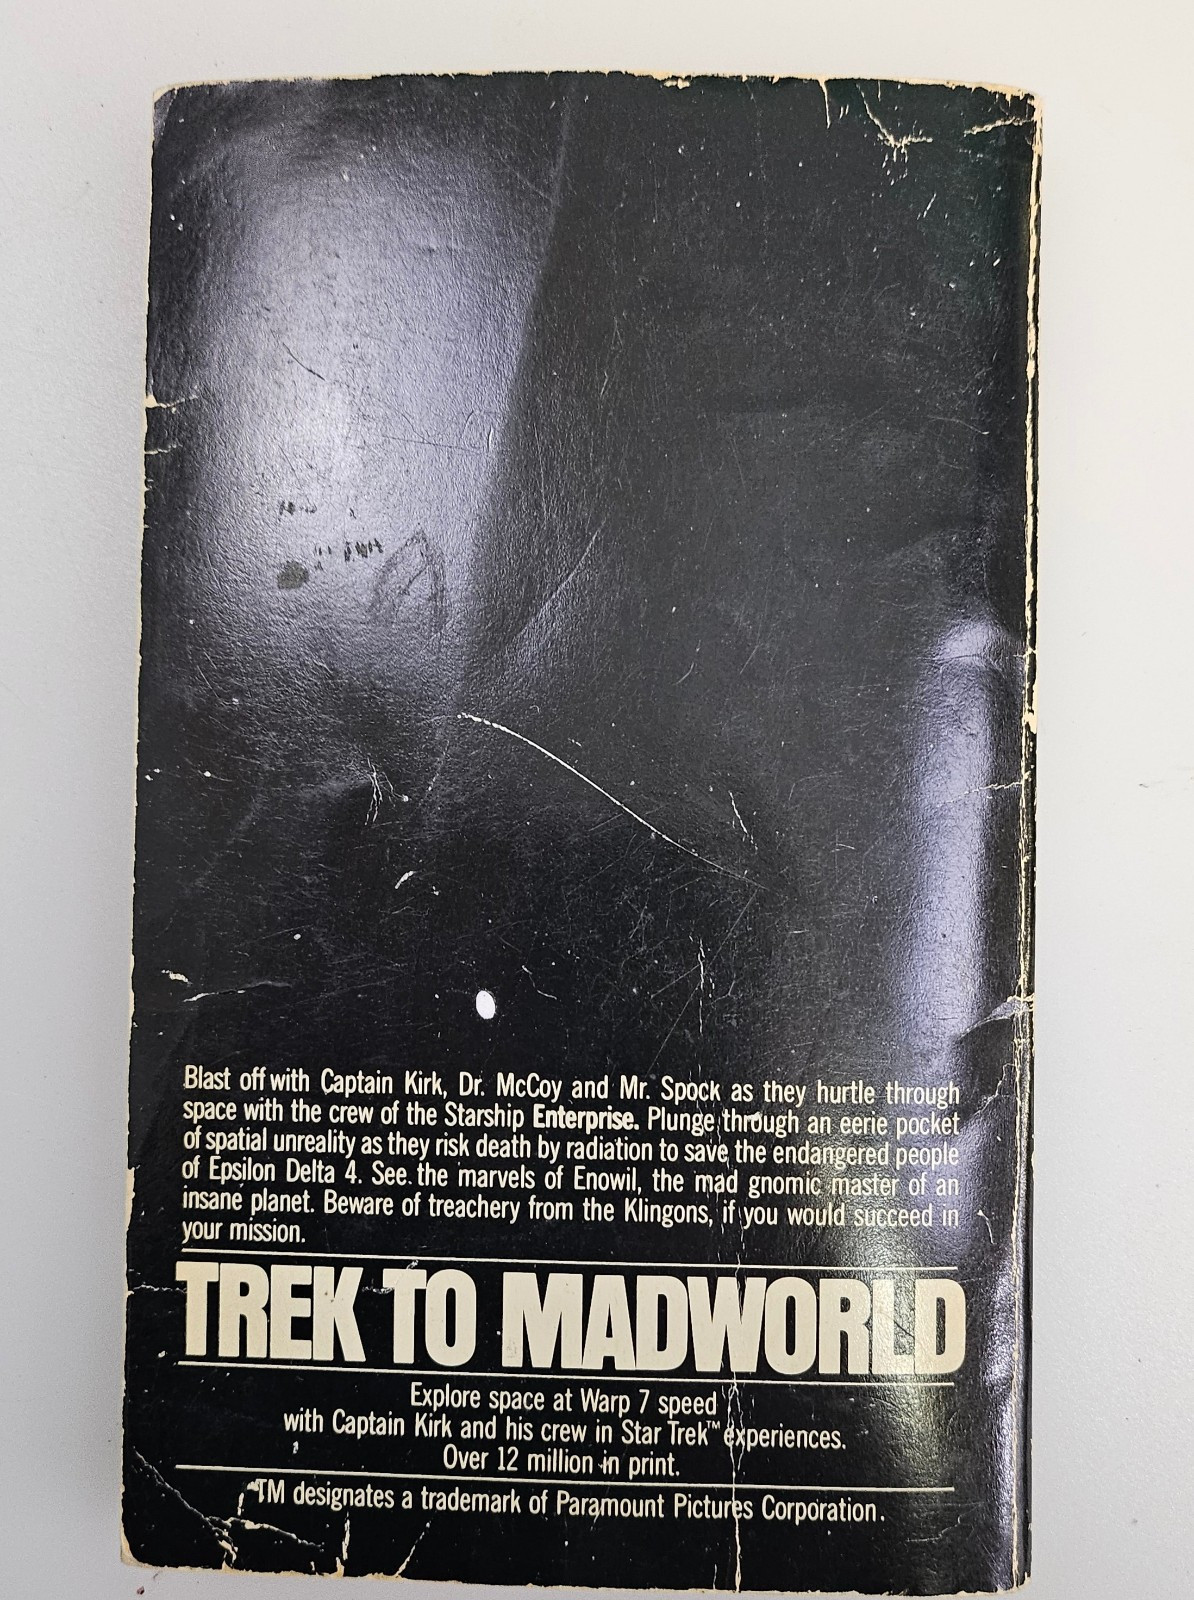 Blast off with Captain Kirk, Dr. McCoy and Mr. Spock as they hurtle through
space with the crew of the Starship Enterprise. Plunge through an eerie pocket
of spatial unreality as they risk death by radiation to save the endangered people
of Epsilon Delta 4. See the marvels of Enowil, the mad gnomic master of an
insane planet. Beware of treachery from the Klingons, if you would succeed in
your mission.
TREK TO MADWORLD
Explore space at Warp 7 speed
with Captain Kirk and his crew in Star Trek™ experiences.
Over 12 million in print.
TM designates a trademark of Paramount Pictures Corporation.